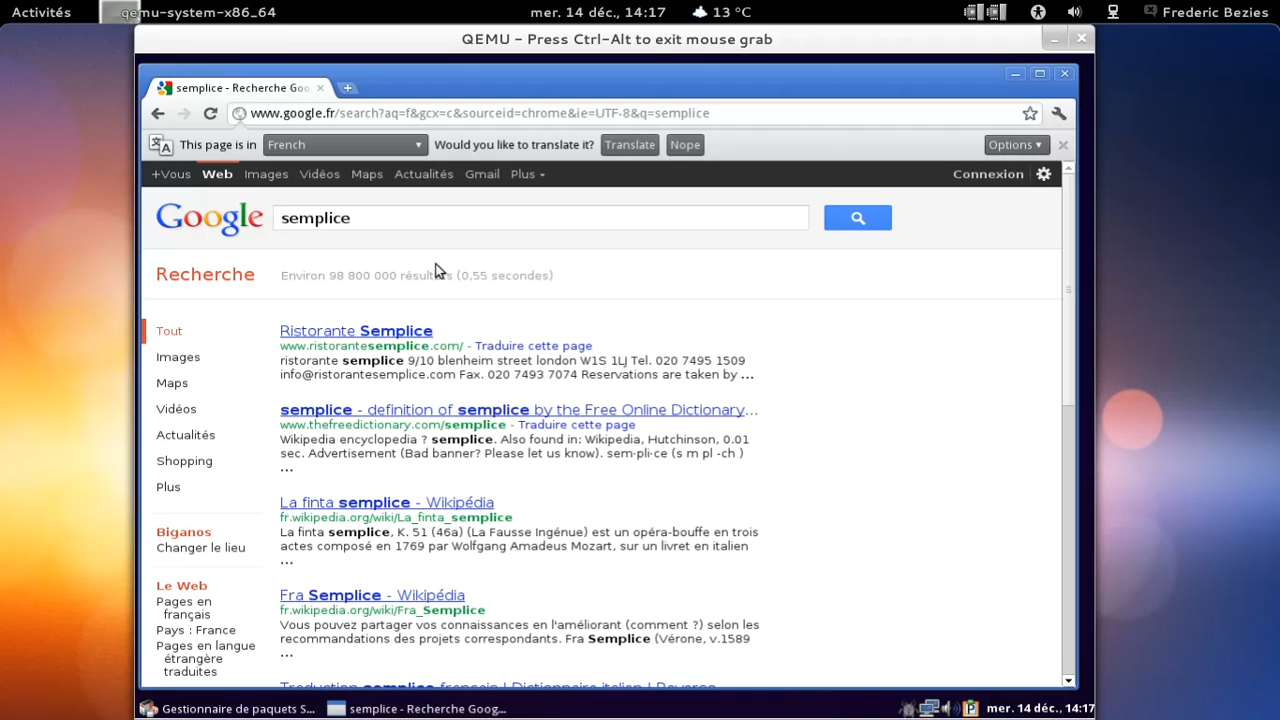 Activités
qemu-system-x86_64
mer. 14 déc., 14:17
13 °C
Frederic Bezies
QEMU - Press Ctrl-Alt to exit mouse grab
semplice - Recherche Goo
www.google.fr/search?aq=f&gcx=c&sourceid=chrome&ie=UTF-8&q=semplice
This page is in French Would you like to translate it? Translate Nope Options
+Vous Web Images Vidéos Maps Actualités Gmail Plus Connexion
Google semplice
Recherche Environ 98 800 000 résultats (0,55 secondes)
Tout
Images
Maps
Vidéos
Actualités
Shopping
Plus
Biganos
Changer le lieu
Le Web
Pages en
français
Pays : France
Pages en langue
étrangère
traduites
Ristorante Semplice
www.ristorantesemplice.com/ - Traduire cette page
ristorante semplice 9/10 blenheim street london W1S 1LJ Tel. 020 7495 1509
info@ristorantesemplice.com Fax. 020 7493 7074 Reservations are taken by ...
semplice - definition of semplice by the Free Online Dictionary...
www.thefreedictionary.com/semplice - Traduire cette page
Wikipedia encyclopedia ? semplice. Also found in: Wikipedia, Hutchinson, 0.01
sec. Advertisement (Bad banner? Please let us know). sem·pli·ce (s m pl -ch )
...
La finta semplice - Wikipédia
fr.wikipedia.org/wiki/La_finta_semplice
La finta semplice, K. 51 (46a) (La Fausse Ingénue) est un opéra-bouffe en trois
actes composé en 1769 par Wolfgang Amadeus Mozart, sur un livret en italien
...
Fra Semplice - Wikipédia
fr.wikipedia.org/wiki/Fra_Semplice
Vous pouvez partager vos connaissances en l'améliorant (comment ?) selon les
recommandations des projets correspondants. Fra Semplice (Vérone, v.1589
...
Traduction semplice français | Dictionnaire italien | Reverso
Gestionnaire de paquets S...
semplice - Recherche Goog...
mer. 14 déc., 14:17